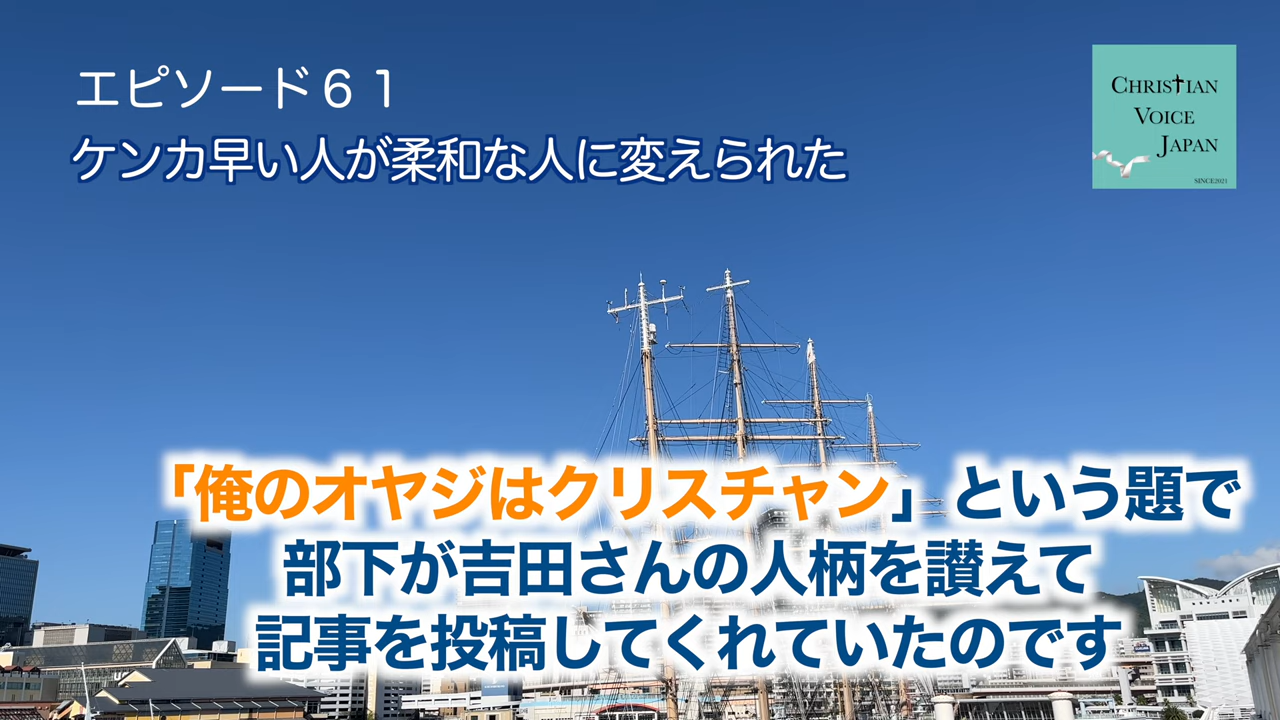 エピソード６１
ケンカ早い人が柔和な人に変えられた
CHRISTIAN
VOICE
JAPAN
SINCE2021
「俺のオヤジはクリスチャン」という題で
部下が吉田さんの人柄を讃えて
記事を投稿してくれていたのです